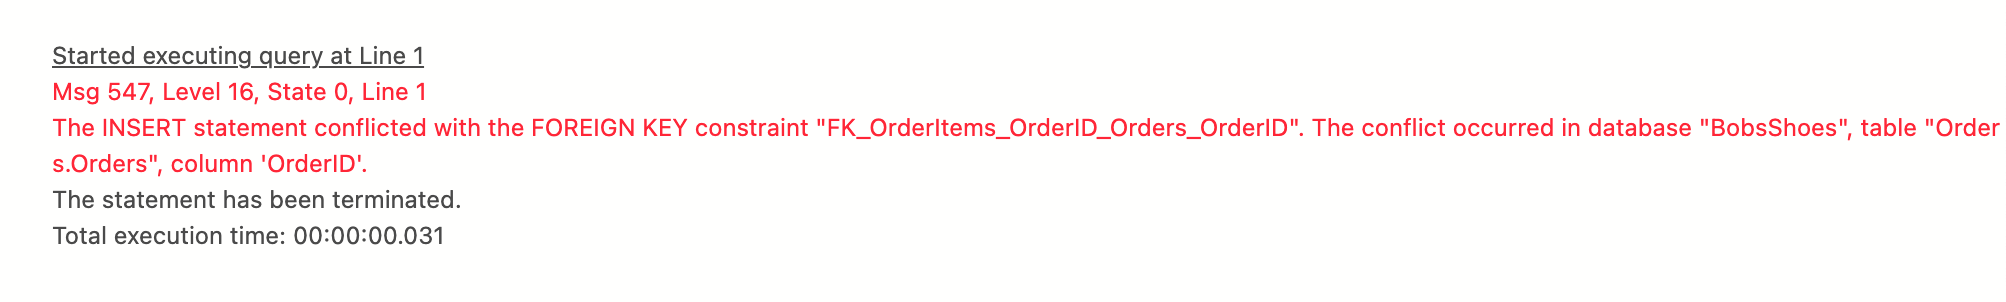 Started executing query at Line 1
Msg 547, Level 16, State 0, Line 1
The INSERT statement conflicted with the FOREIGN KEY constraint "FK_OrderItems_OrderID_Orders_OrderID". The conflict occurred in database "BobsShoes", table "Order
s.Orders", column 'OrderID'.
The statement has been terminated.
Total execution time: 00:00:00.031